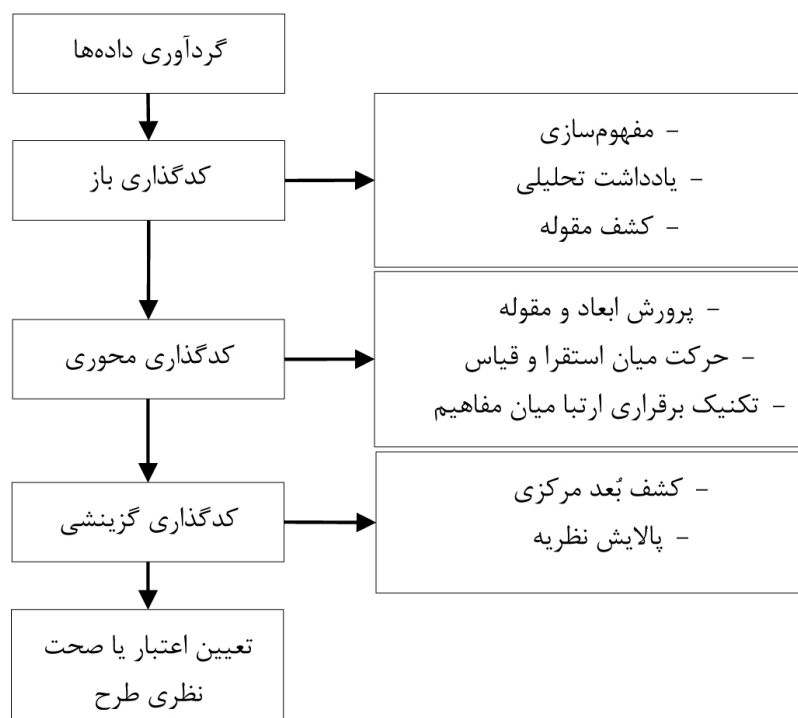 گردآوری داده‌ها
کدگذاری باز
– مفهوم‌سازی
– یادداشت تحلیلی
– کشف مقوله
کدگذاری محوری
– پرورش ابعاد و مقوله
– حرکت میان استقرا و قیاس
– تکنیک برقراری ارتبا میان مفاهیم
کدگذاری گزینشی
– کشف بُعد مرکزی
– پالایش نظریه
تعیین اعتبار یا صحت
نظری طرح